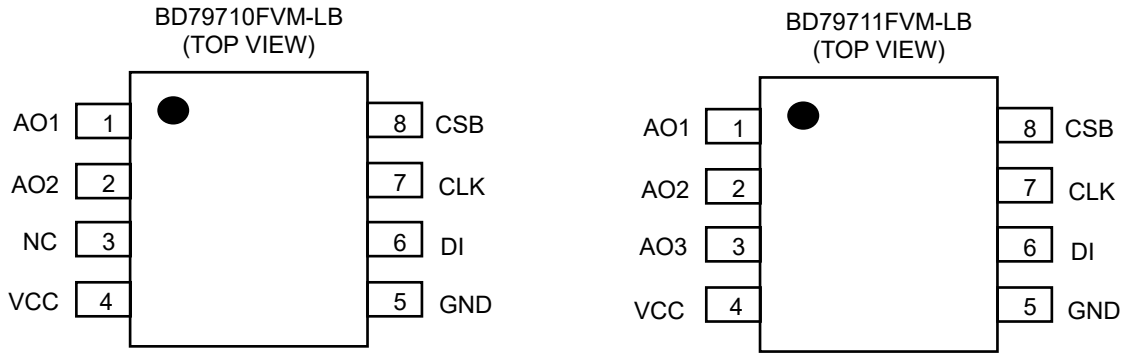 BD79710FVM-LB
(TOP VIEW)
AO1 1 8 CSB
AO2 2 7 CLK
NC 3 6 DI
VCC 4 5 GND
BD79711FVM-LB
(TOP VIEW)
AO1 1 8 CSB
AO2 2 7 CLK
AO3 3 6 DI
VCC 4 5 GND